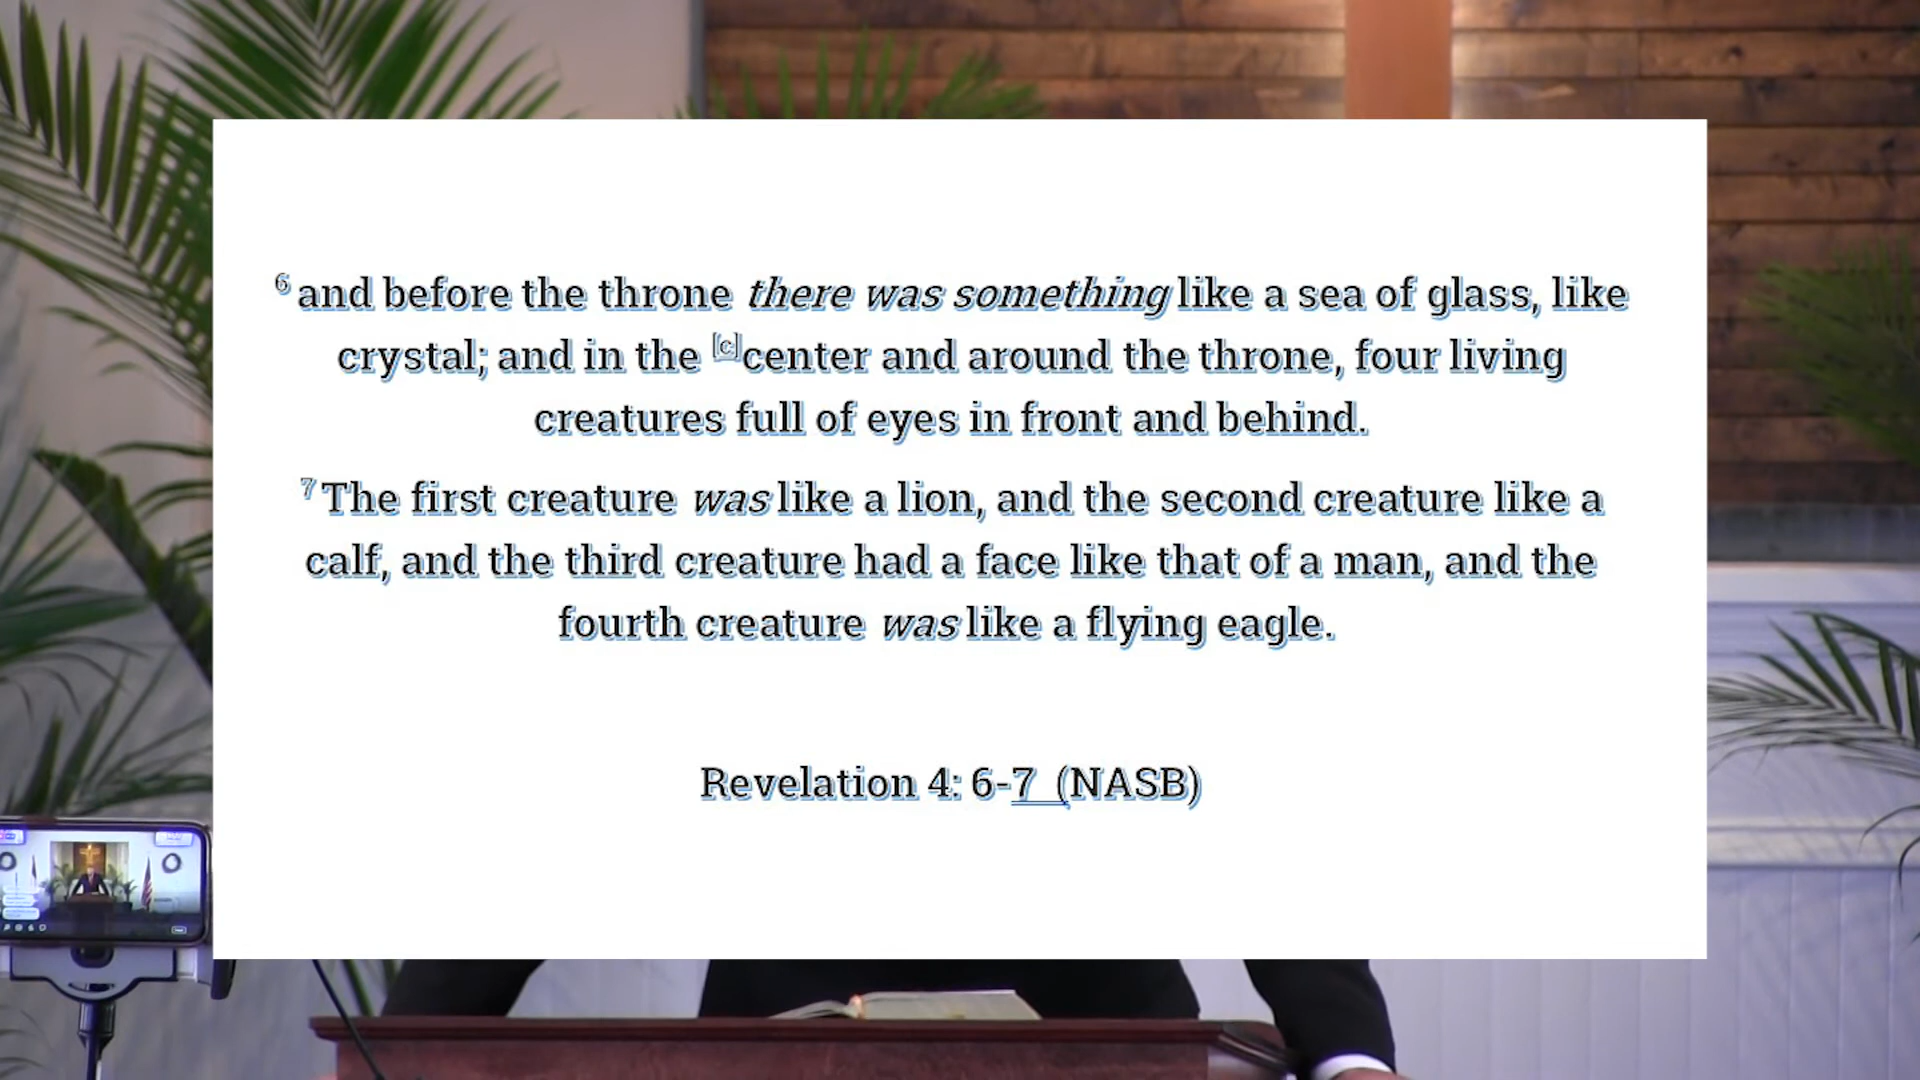 6 and before the throne there was something like a sea of glass, like
crystal; and in the [c]center and around the throne, four living
creatures full of eyes in front and behind.
7 The first creature was like a lion, and the second creature like a
calf, and the third creature had a face like that of a man, and the
fourth creature was like a flying eagle.
Revelation 4: 6-7  (NASB)